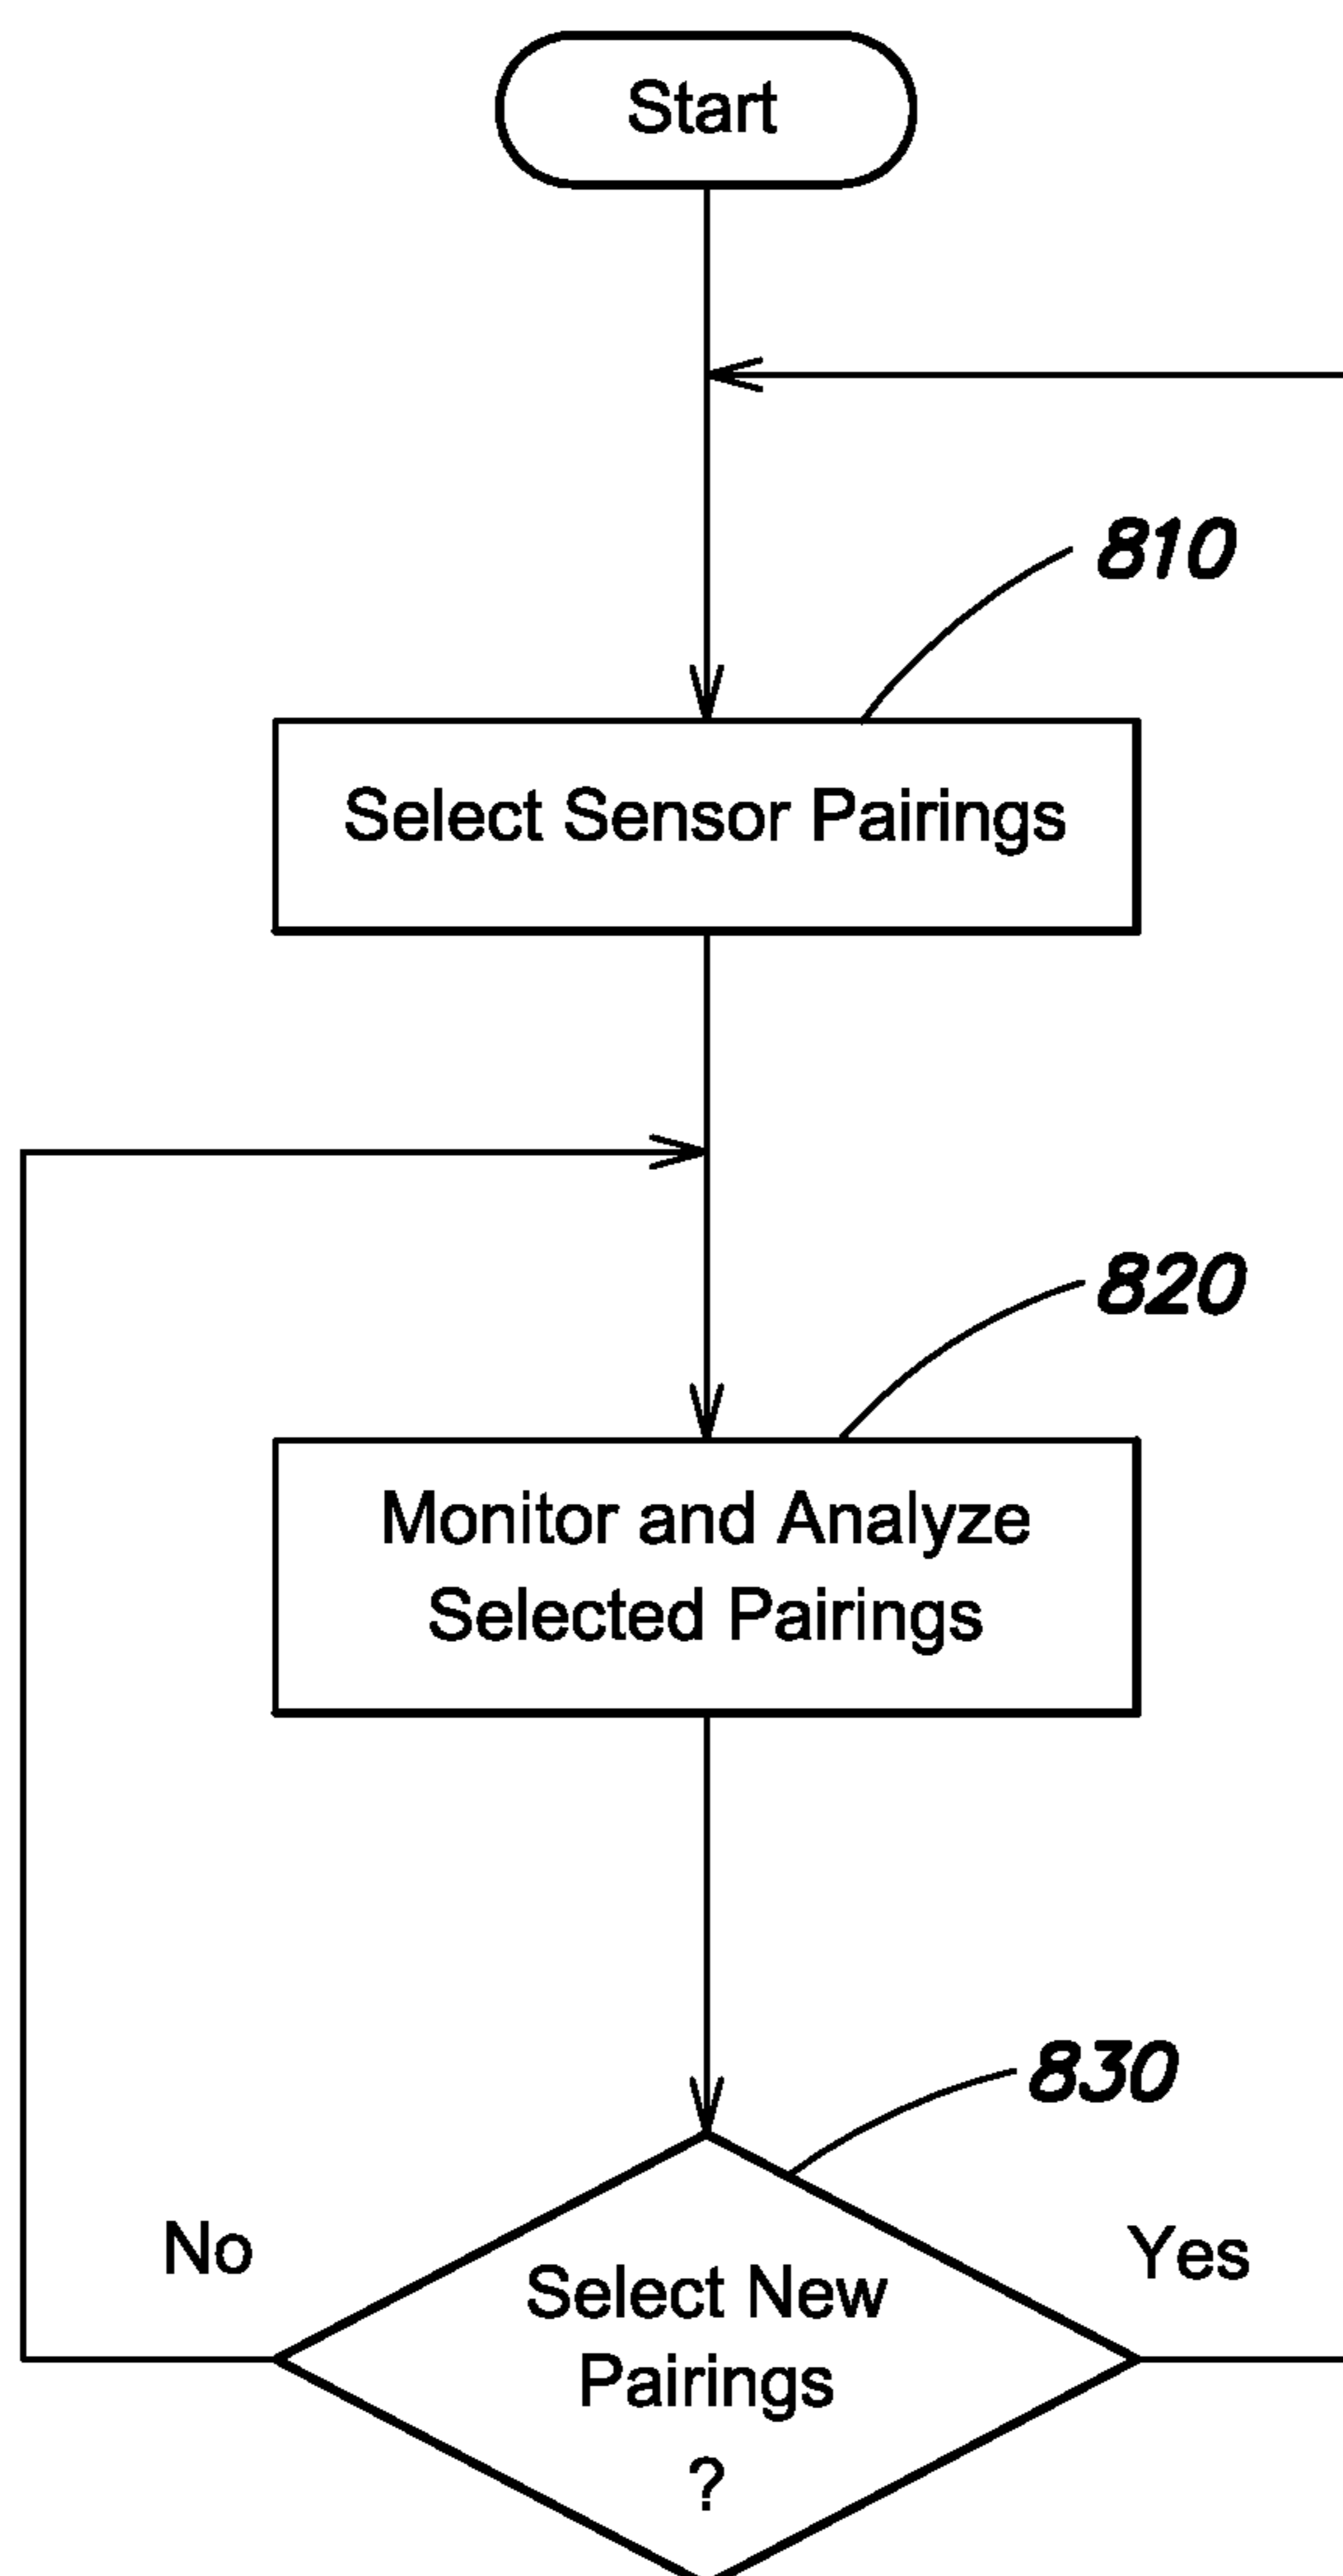 Start
810
Select Sensor Pairings
820
Monitor and Analyze
Selected Pairings
830
No
Yes
Select New
Pairings
?